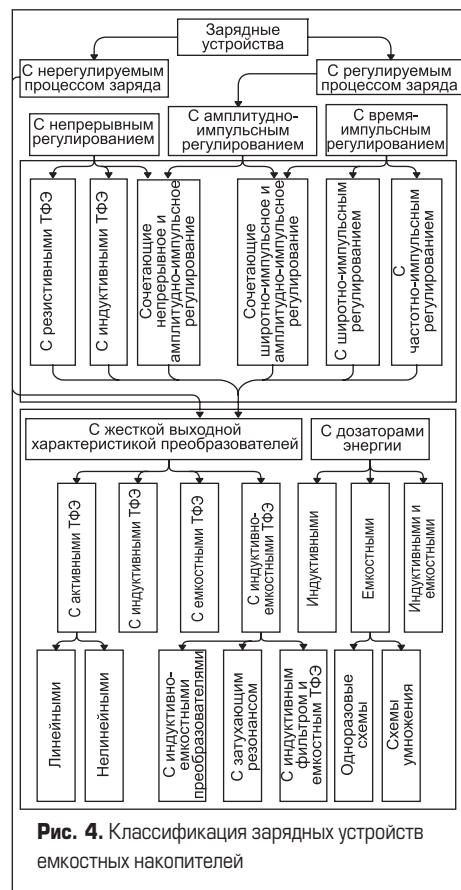 Зарядные
устройства
С нерегулируемым
процессом заряда
С регулируемым
процессом заряда
С непрерывным
регулированием
С амплитудно-
импульсным
регулированием
С время-
импульсным
регулированием
С резистивными ТФЭ
С индуктивными ТФЭ
Сочетающие
непрерывное и
амплитудно-импульсное
регулирование
Сочетающие
широтно-импульсное и
амплитудно-импульсное
регулирование
С широтно-импульсным
регулированием
С
частотно-импульсным
регулированием
С жесткой выходной
характеристикой преобразователей
С дозаторами
энергии
С активными ТФЭ
С индуктивными ТФЭ
С емкостными ТФЭ
С индуктивно-
емкостными ТФЭ
Индуктивными
Емкостными
Индуктивными и
емкостными
Линейными
Нелинейными
С индуктивно-
емкостными
преобразователями
С затухающим
резонансом
С индуктивным
фильтром и
емкостным ТФЭ
Одноразовые
схемы
Схемы
умножения
Рис. 4. Классификация зарядных устройств
емкостных накопителей